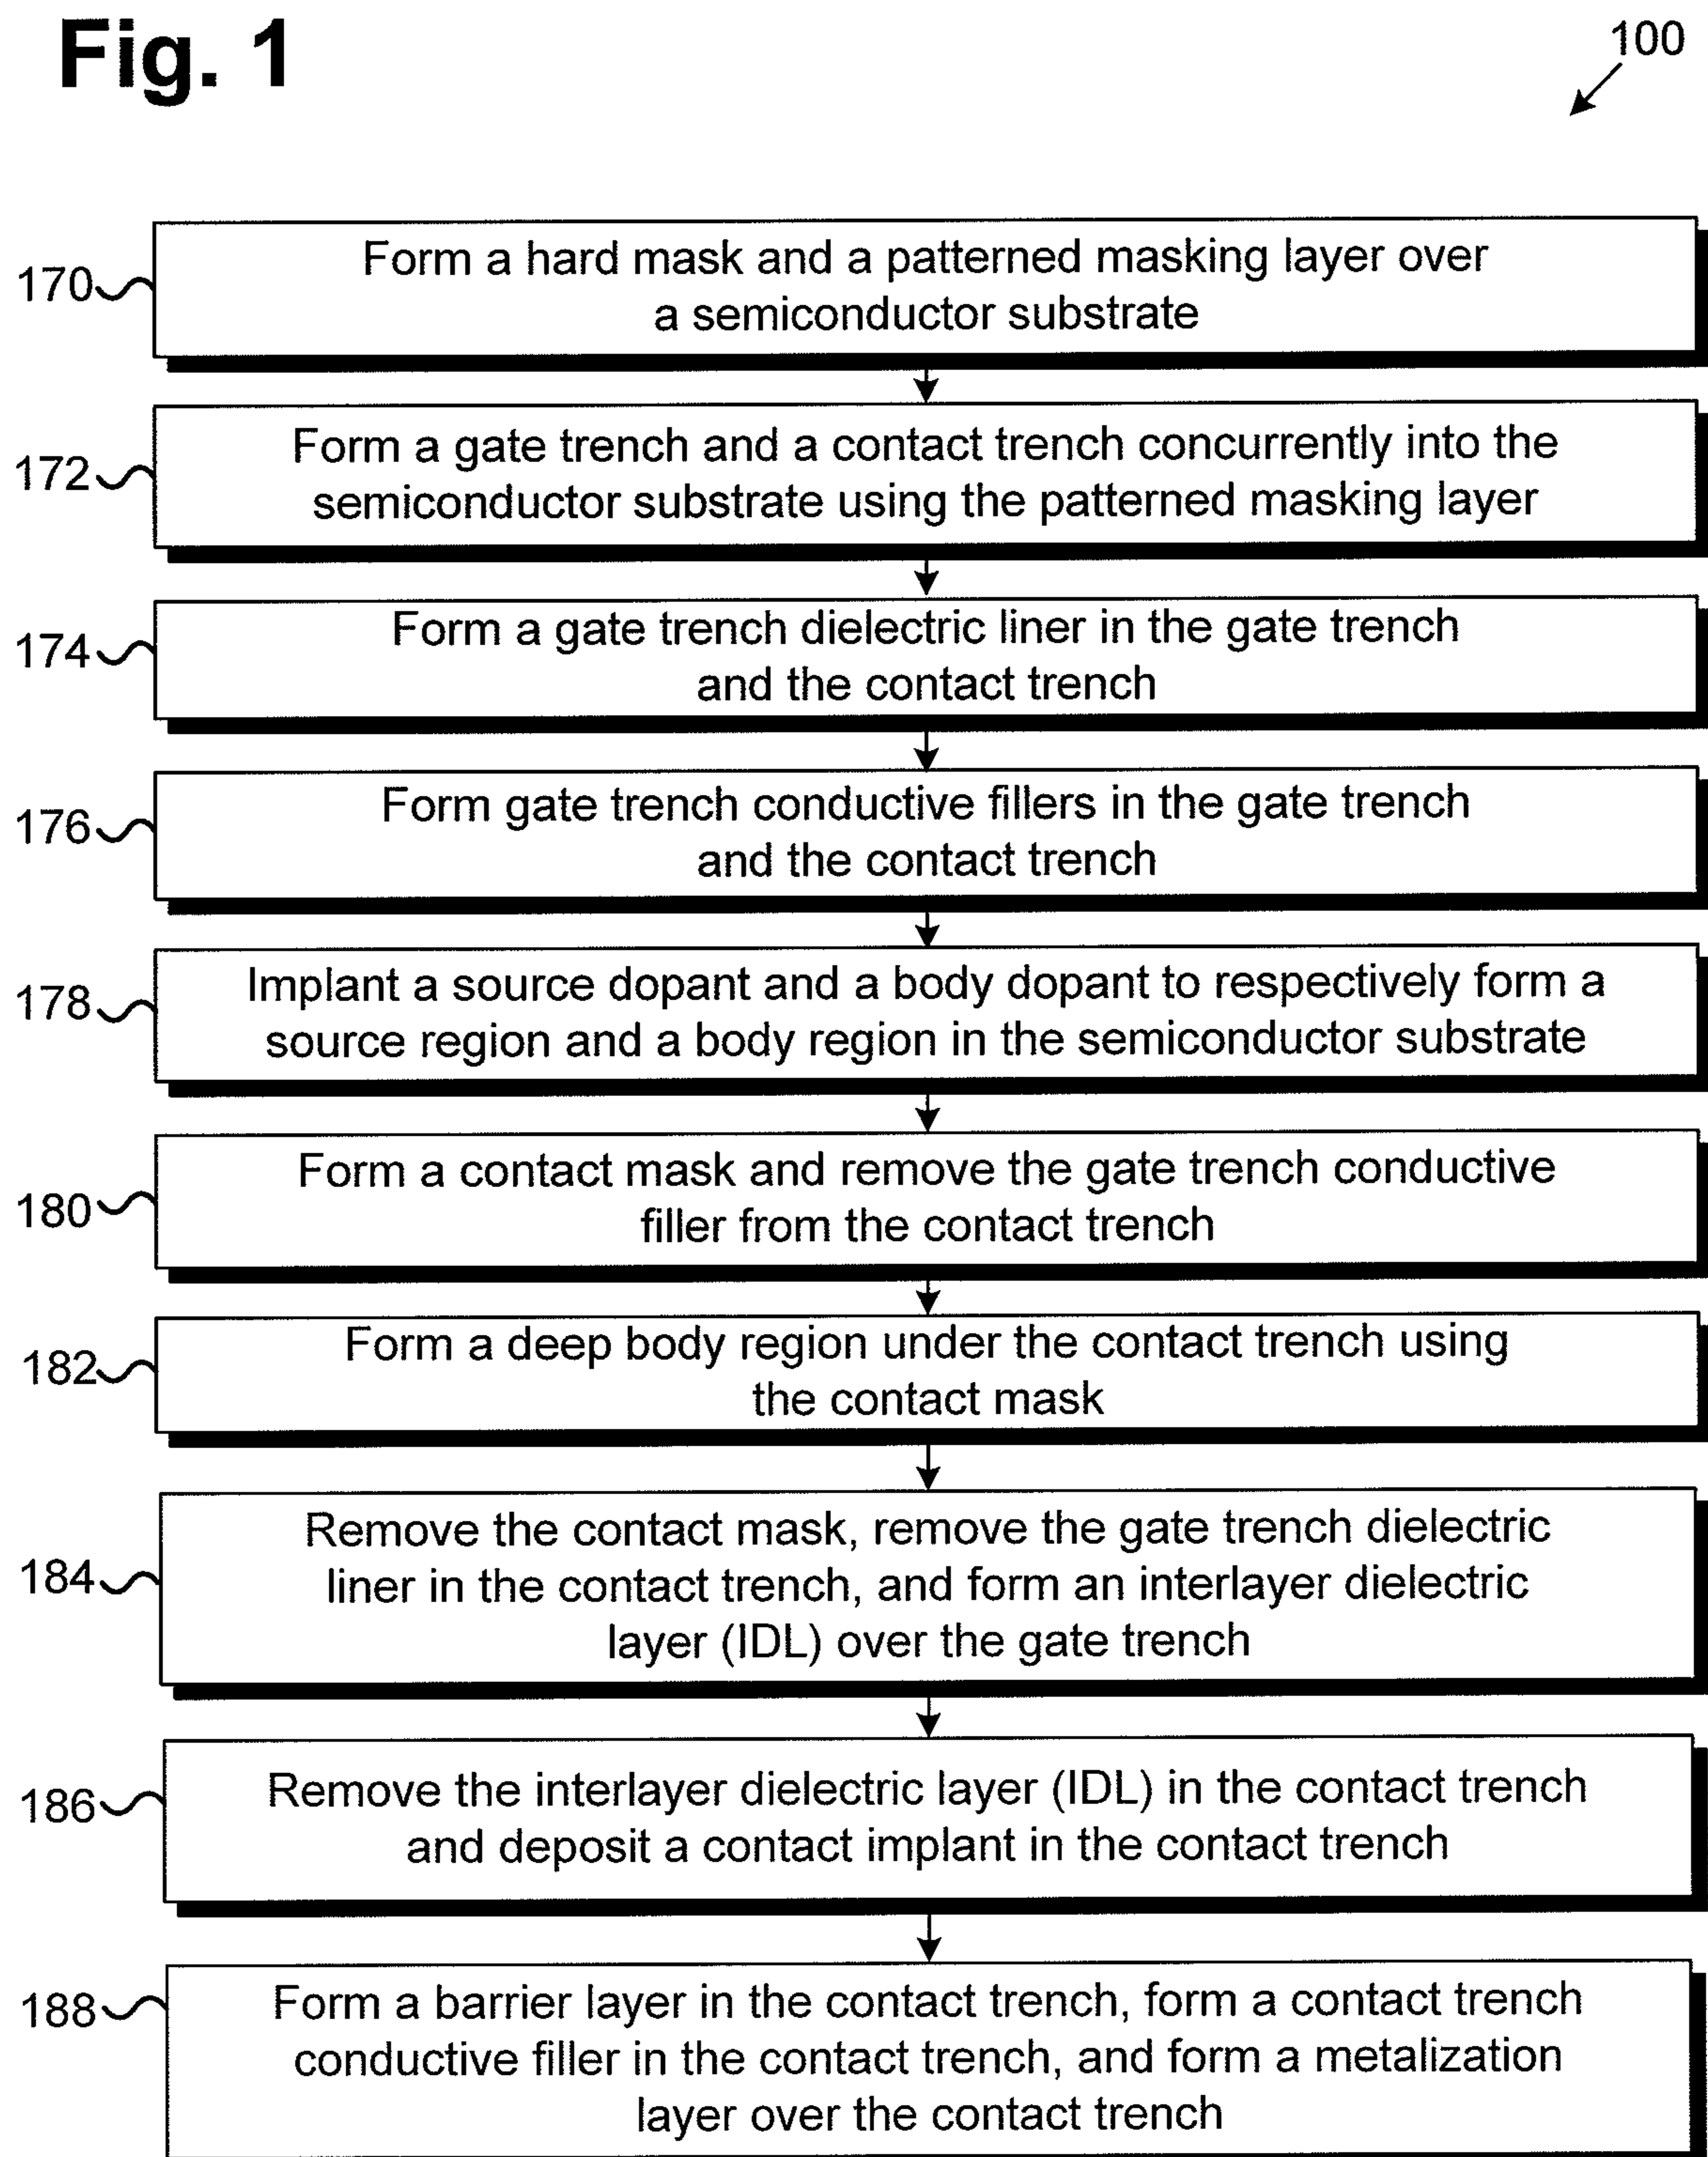 Fig. 1
100
170
Form a hard mask and a patterned masking layer over
a semiconductor substrate
172
Form a gate trench and a contact trench concurrently into the
semiconductor substrate using the patterned masking layer
174
Form a gate trench dielectric liner in the gate trench
and the contact trench
176
Form gate trench conductive fillers in the gate trench
and the contact trench
178
Implant a source dopant and a body dopant to respectively form a
source region and a body region in the semiconductor substrate
180
Form a contact mask and remove the gate trench conductive
filler from the contact trench
182
Form a deep body region under the contact trench using
the contact mask
184
Remove the contact mask, remove the gate trench dielectric
liner in the contact trench, and form an interlayer dielectric
layer (IDL) over the gate trench
186
Remove the interlayer dielectric layer (IDL) in the contact trench
and deposit a contact implant in the contact trench
188
Form a barrier layer in the contact trench, form a contact trench
conductive filler in the contact trench, and form a metalization
layer over the contact trench